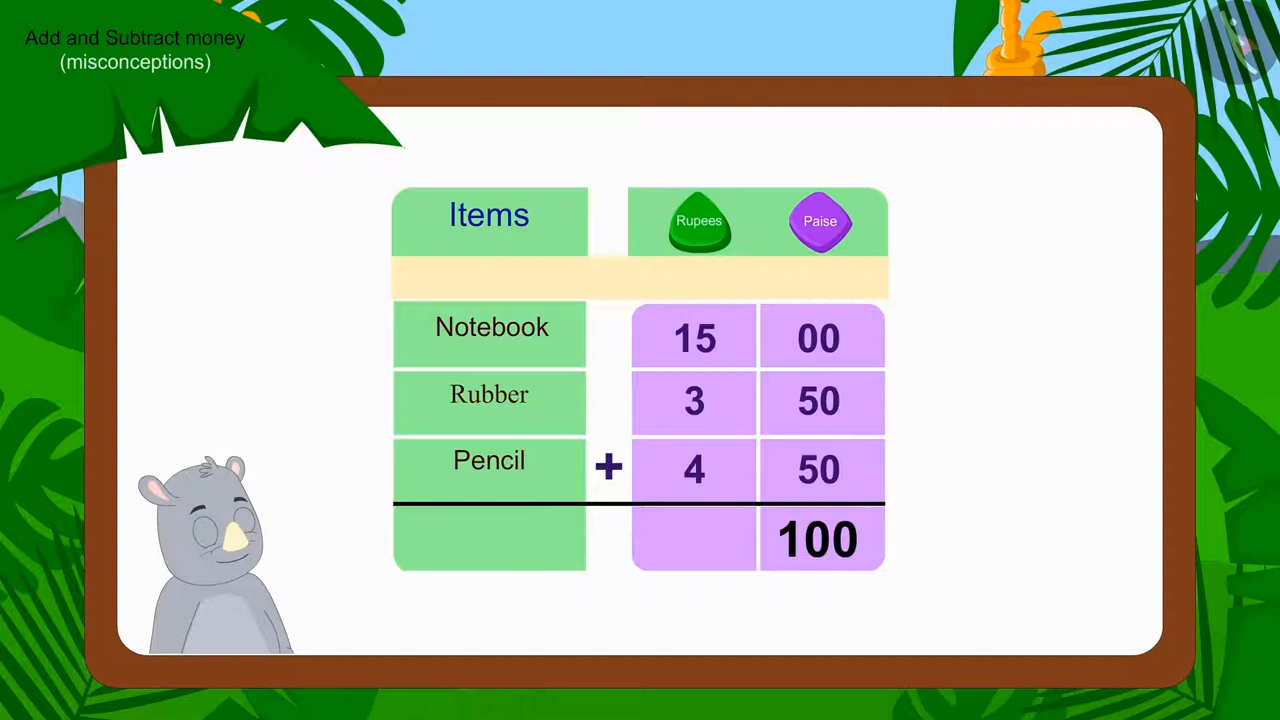 Add and Subtract money
(misconceptions)
Items Rupees Paise
Notebook 15 00
Rubber 3 50
Pencil + 4 50
100